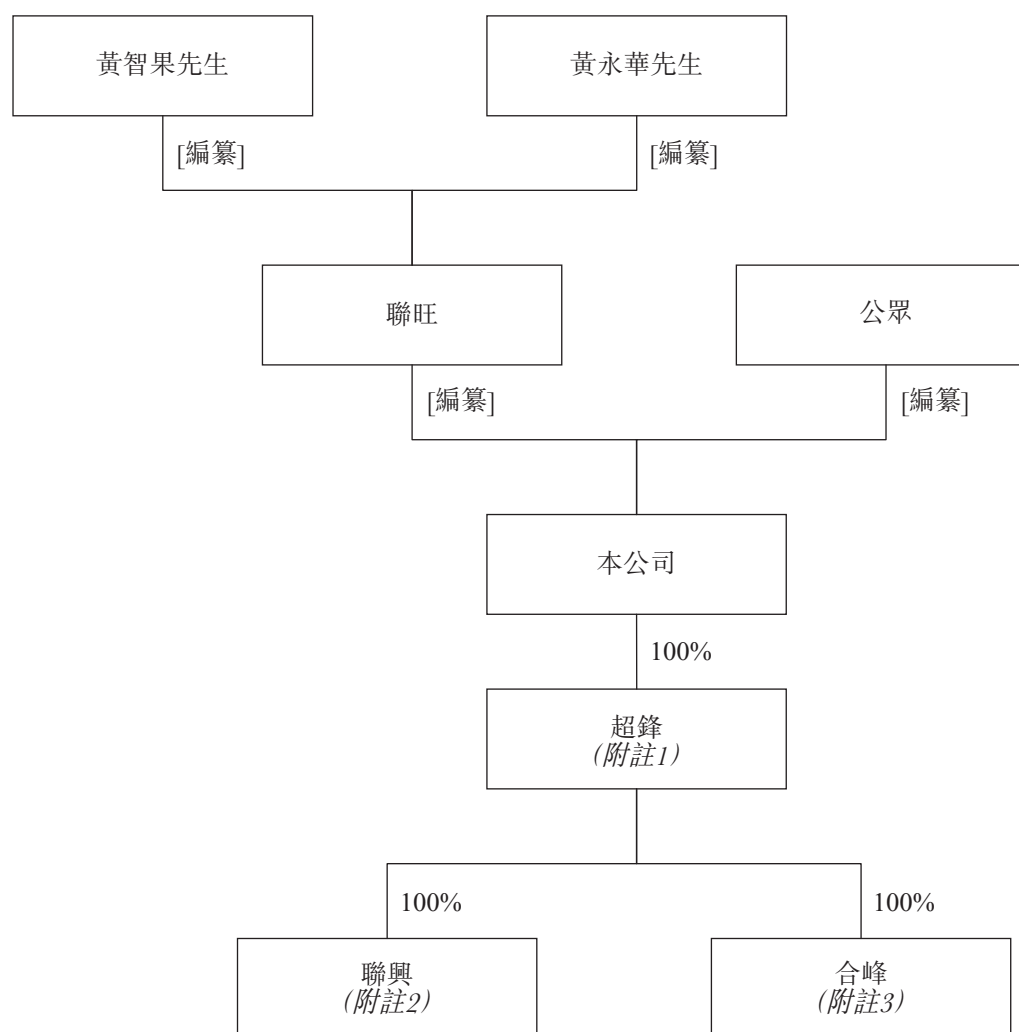 黃智果先生
黃永華先生
[編纂]
[編纂]
聯旺
公眾
[編纂]
[編纂]
本公司
100%
超鋒
(附註1)
100%
100%
聯興
(附註2)
合峰
(附註3)